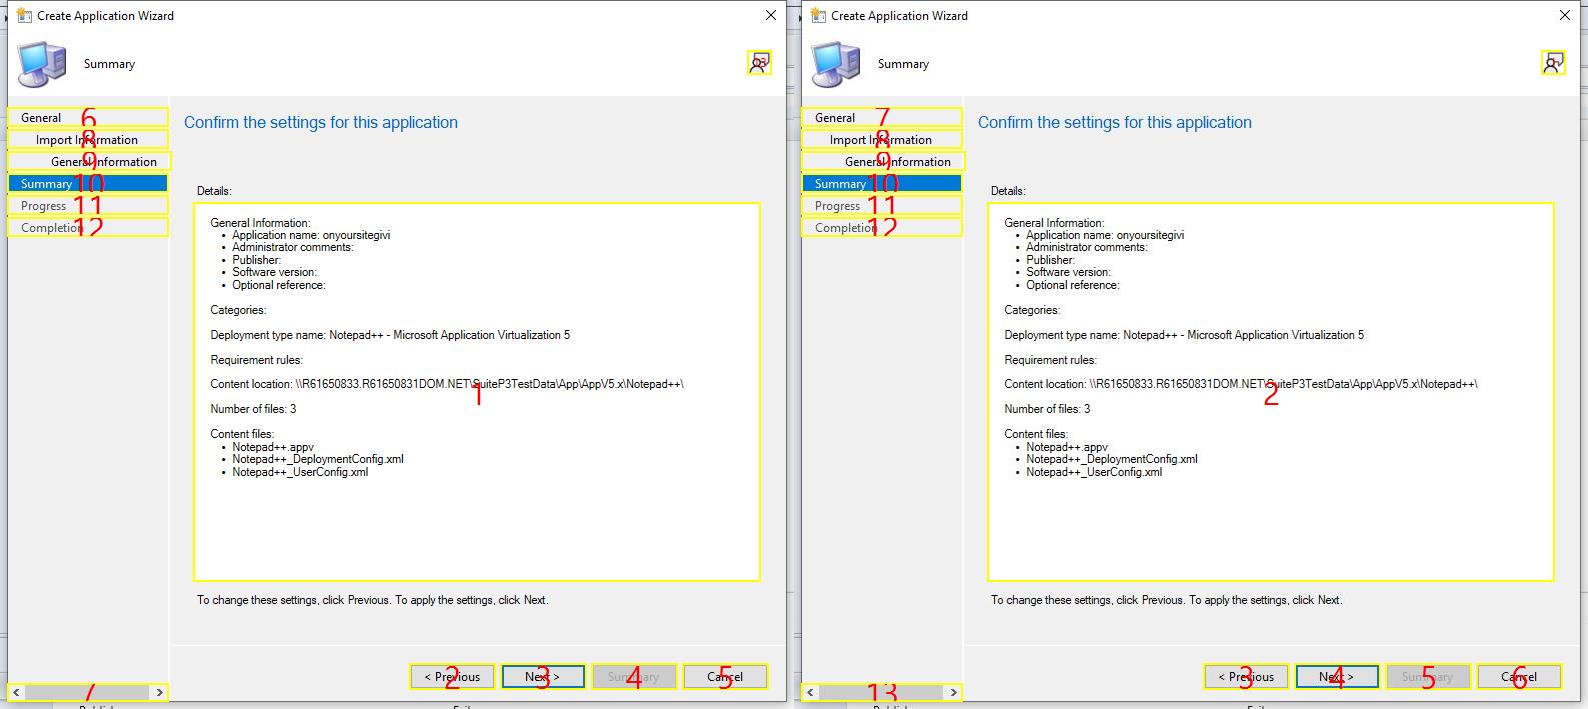 Create Application Wizard
Summary
13
General 6
Import Information 8
General Information 9
Summary 10
Progress 11
Completion 12
Confirm the settings for this application
Details:
General Information:
• Application name: onyoursitegivi
• Administrator comments:
• Publisher:
• Software version:
• Optional reference:
Categories:
Deployment type name: Notepad++ - Microsoft Application Virtualization 5
Requirement rules:
Content location: \\R61650833.R61650831DOM.NET\SuiteP3TestData\App\AppV5.x\Notepad++\
1
Number of files: 3
Content files:
• Notepad++.appv
• Notepad++_DeploymentConfig.xml
• Notepad++_UserConfig.xml
To change these settings, click Previous. To apply the settings, click Next.
< Previous 2
Next > 3
Summary 4
Cancel 5
7
Create Application Wizard
Summary
General 7
Import Information 8
General Information 9
Summary 10
Progress 11
Completion 12
Confirm the settings for this application
Details:
General Information:
• Application name: onyoursitegivi
• Administrator comments:
• Publisher:
• Software version:
• Optional reference:
Categories:
Deployment type name: Notepad++ - Microsoft Application Virtualization 5
Requirement rules:
Content location: \\R61650833.R61650831DOM.NET\SuiteP3TestData\App\AppV5.x\Notepad++\
2
Number of files: 3
Content files:
• Notepad++.appv
• Notepad++_DeploymentConfig.xml
• Notepad++_UserConfig.xml
To change these settings, click Previous. To apply the settings, click Next.
< Previous 3
Next > 4
Summary 5
Cancel 6
13